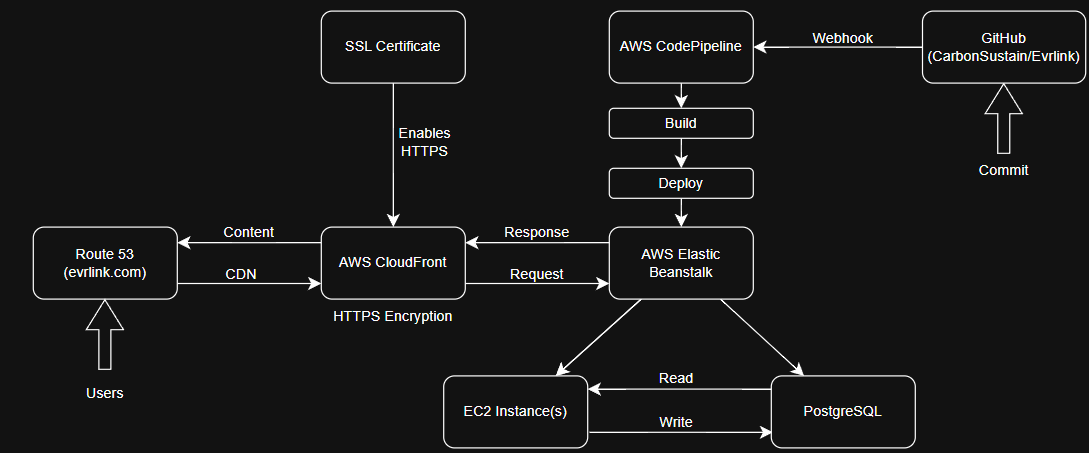 SSL Certificate
AWS CodePipeline
Webhook
GitHub
(CarbonSustain/Evrlink)
Build
Enables
HTTPS
Commit
Deploy
Content
Response
Route 53
(evrlink.com)
AWS CloudFront
AWS Elastic
Beanstalk
CDN
Request
HTTPS Encryption
Users
Read
EC2 Instance(s)
PostgreSQL
Write